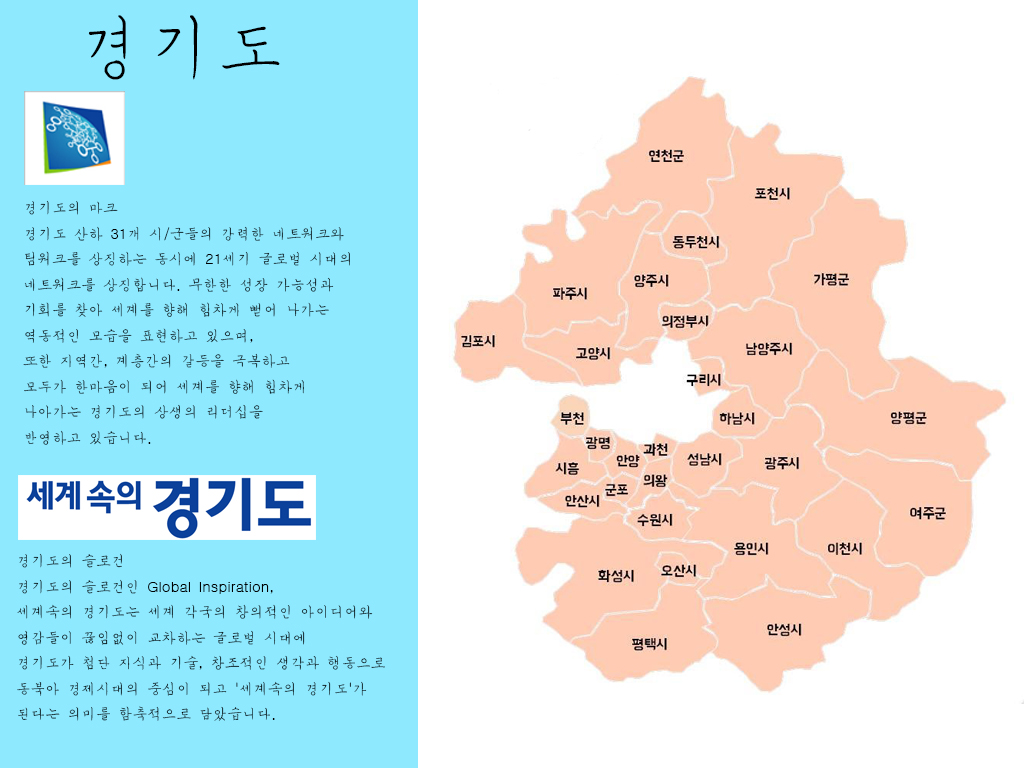 경기도
경기도의 마크
경기도 산하 31개 시/군들의 강력한 네트워크와
팀워크를 상징하는 동시에 21세기 글로벌 시대의
네트워크를 상징합니다. 무한한 성장 가능성과
기회를 찾아 세계를 향해 힘차게 뻗어 나가는
역동적인 모습을 표현하고 있으며,
또한 지역간, 계층간의 갈등을 극복하고
모두가 한마음이 되어 세계를 향해 힘차게
나아가는 경기도의 상생의 리더십을
반영하고 있습니다.
세계 속의 경기도
경기도의 슬로건
경기도의 슬로건인 Global Inspiration,
세계속의 경기도는 세계 각국의 창의적인 아이디어와
영감들이 끊임없이 교차하는 글로벌 시대에
경기도가 첨단 지식과 기술, 창조적인 생각과 행동으로
동북아 경제시대의 중심이 되고 '세계속의 경기도'가
된다는 의미를 함축적으로 담았습니다.
연천군
포천시
동두천시
양주시
파주시
가평군
의정부시
김포시
고양시
남양주시
구리시
부천
하남시
양평군
광명
과천
안양
성남시
광주시
시흥
의왕
군포
안산시
수원시
여주군
용민시
이천시
화성시
오산시
안성시
평택시